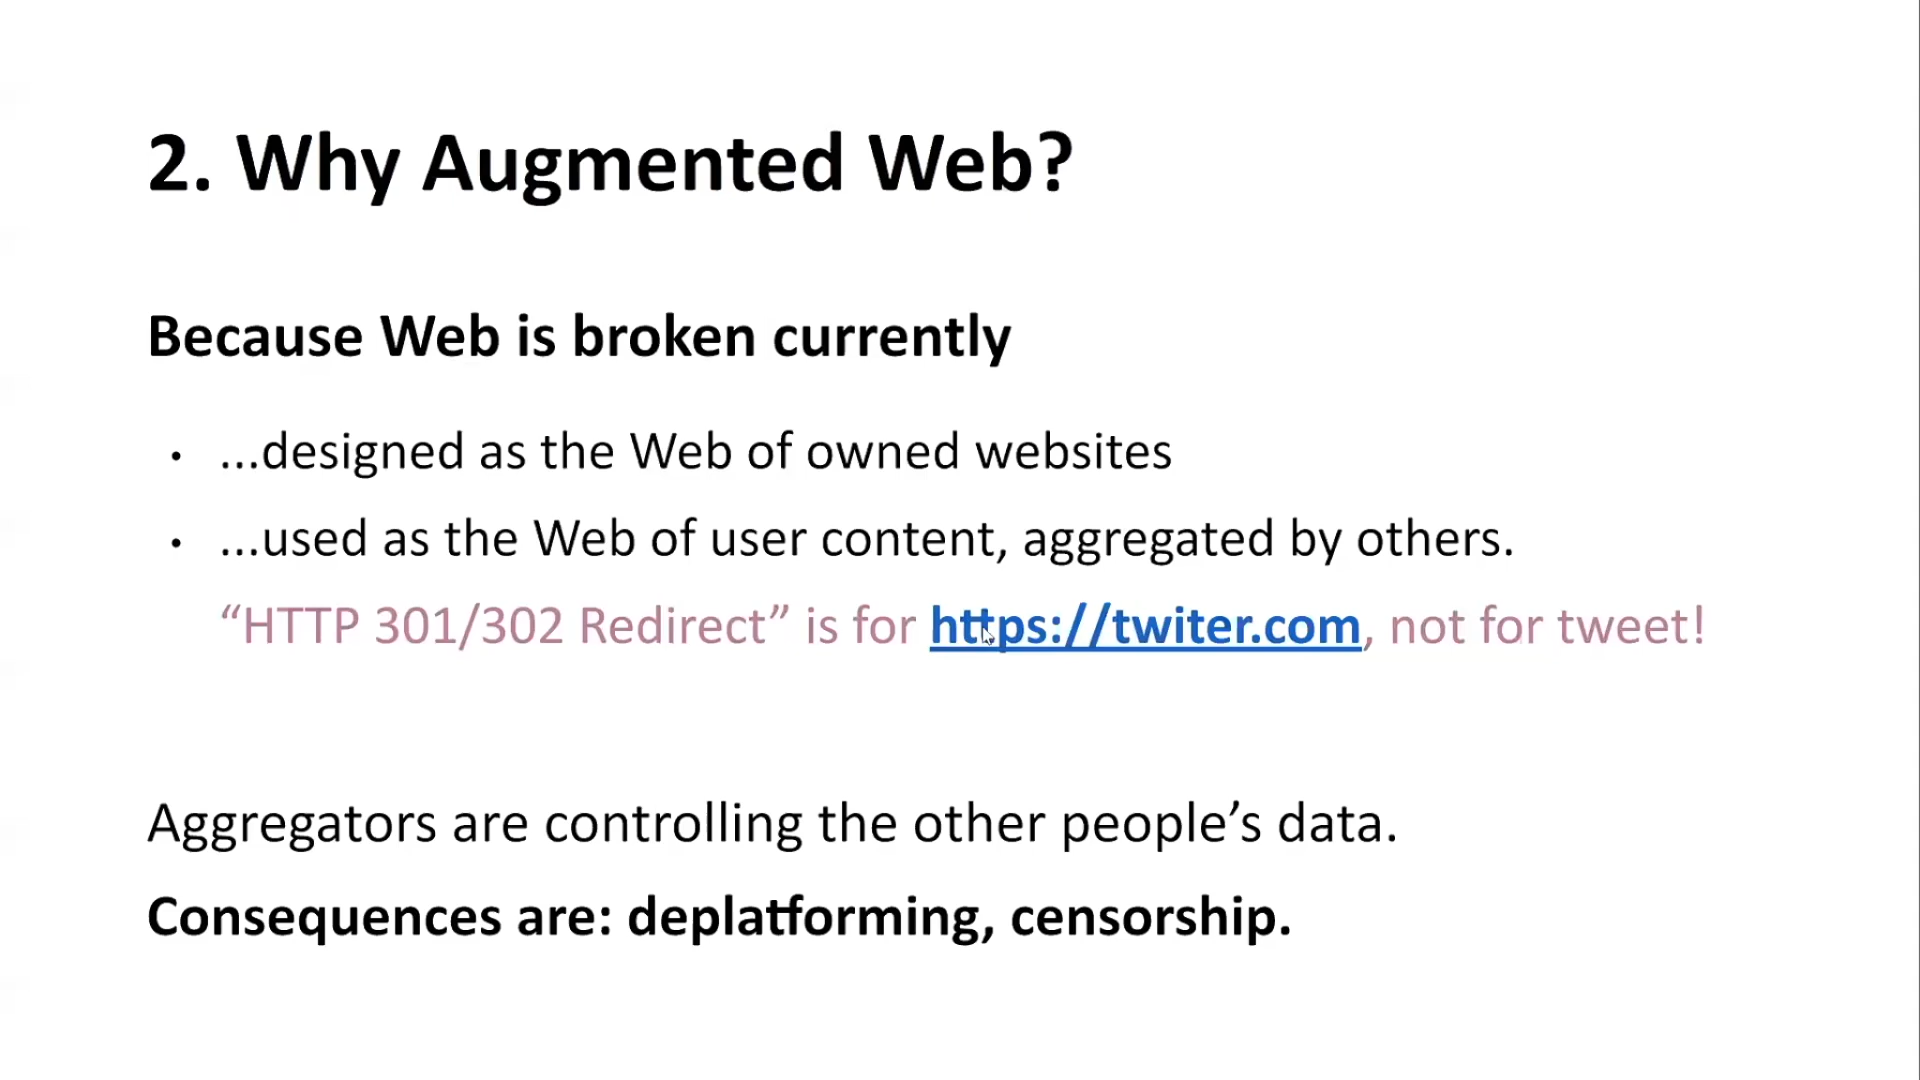 2. Why Augmented Web?
Because Web is broken currently
• ...designed as the Web of owned websites
• ...used as the Web of user content, aggregated by others.
“HTTP 301/302 Redirect” is for https://twiter.com, not for tweet!
Aggregators are controlling the other people’s data.
Consequences are: deplatforming, censorship.